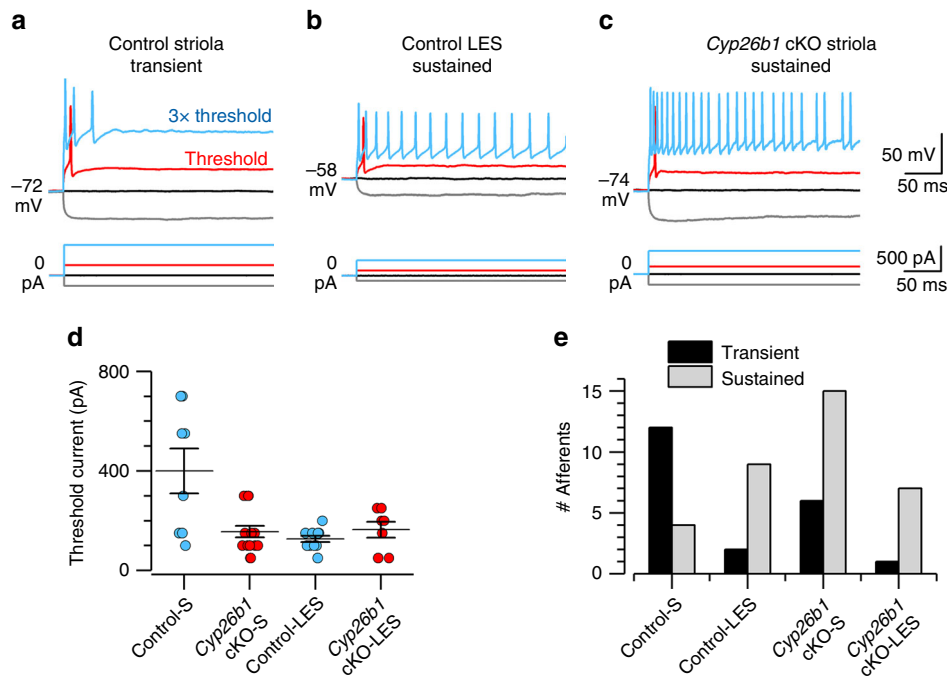 a
Control striola
transient
3× threshold
Threshold
–72
mV
0
pA
b
Control LES
sustained
–58
mV
0
pA
c
Cyp26b1 cKO striola
sustained
–74
mV
50 mV
50 ms
0
pA
500 pA
50 ms
d
Threshold current (pA)
800
400
0
Control-S
Cyp26b1
cKO-S
Control-LES
Cyp26b1
cKO-LES
e
Transient
Sustained
# Afferents
15
10
5
0
Control-S
Control-LES
Cyp26b1
cKO-S
Cyp26b1
cKO-LES